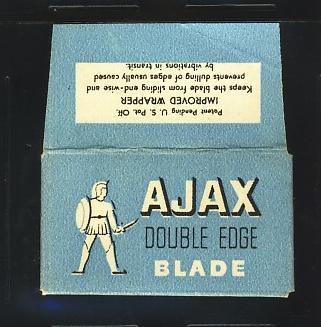 Patent Pending U. S. Pat. Off.
IMPROVED WRAPPER
Keeps the blade from sliding end-wise and
prevents dulling of edges usually caused
by vibrations in transit.
AJAX
DOUBLE EDGE
BLADE